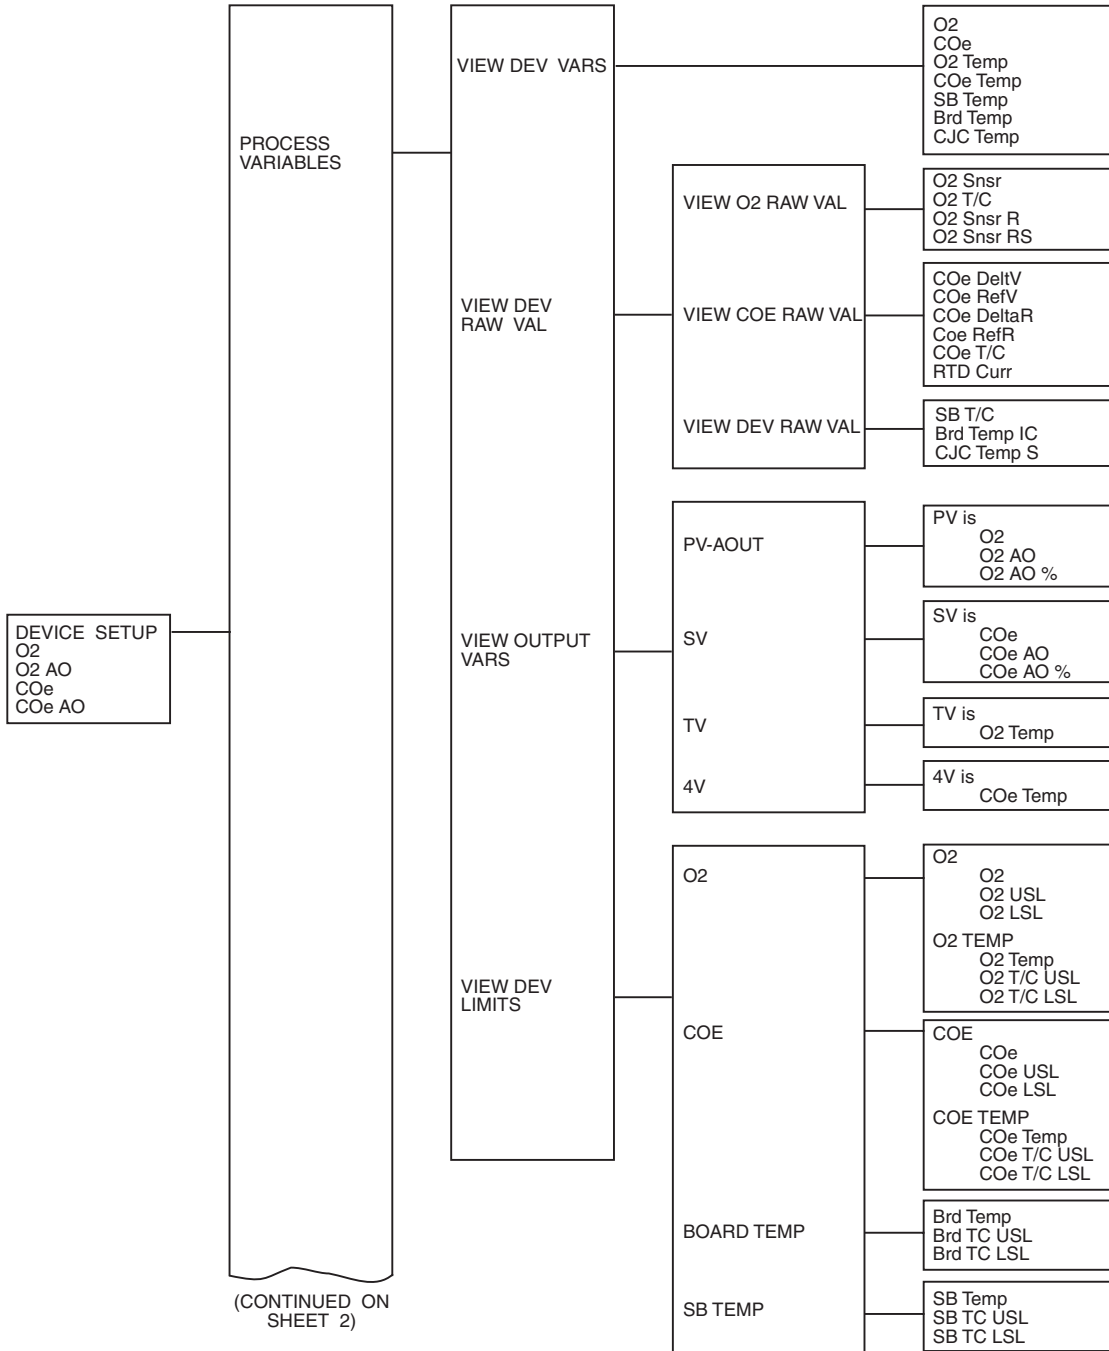 DEVICE SETUP
O2
O2 AO
COe
COe AO
PROCESS
VARIABLES
(CONTINUED ON
SHEET 2)
VIEW DEV VARS
O2
COe
O2 Temp
COe Temp
SB Temp
Brd Temp
CJC Temp
VIEW DEV
RAW VAL
VIEW O2 RAW VAL
O2 Snsr
O2 T/C
O2 Snsr R
O2 Snsr RS
VIEW COE RAW VAL
COe DeltV
COe RefV
COe DeltaR
Coe RefR
COe T/C
RTD Curr
VIEW DEV RAW VAL
SB T/C
Brd Temp IC
CJC Temp S
VIEW OUTPUT
VARS
PV-AOUT
PV is
O2
O2 AO
O2 AO %
SV
SV is
COe
COe AO
COe AO %
TV
TV is
O2 Temp
4V
4V is
COe Temp
VIEW DEV
LIMITS
O2
O2
O2
O2 USL
O2 LSL
O2 TEMP
O2 Temp
O2 T/C USL
O2 T/C LSL
COE
COE
COe
COe USL
COe LSL
COE TEMP
COe Temp
COe T/C USL
COe T/C LSL
BOARD TEMP
Brd Temp
Brd TC USL
Brd TC LSL
SB TEMP
SB Temp
SB TC USL
SB TC LSL